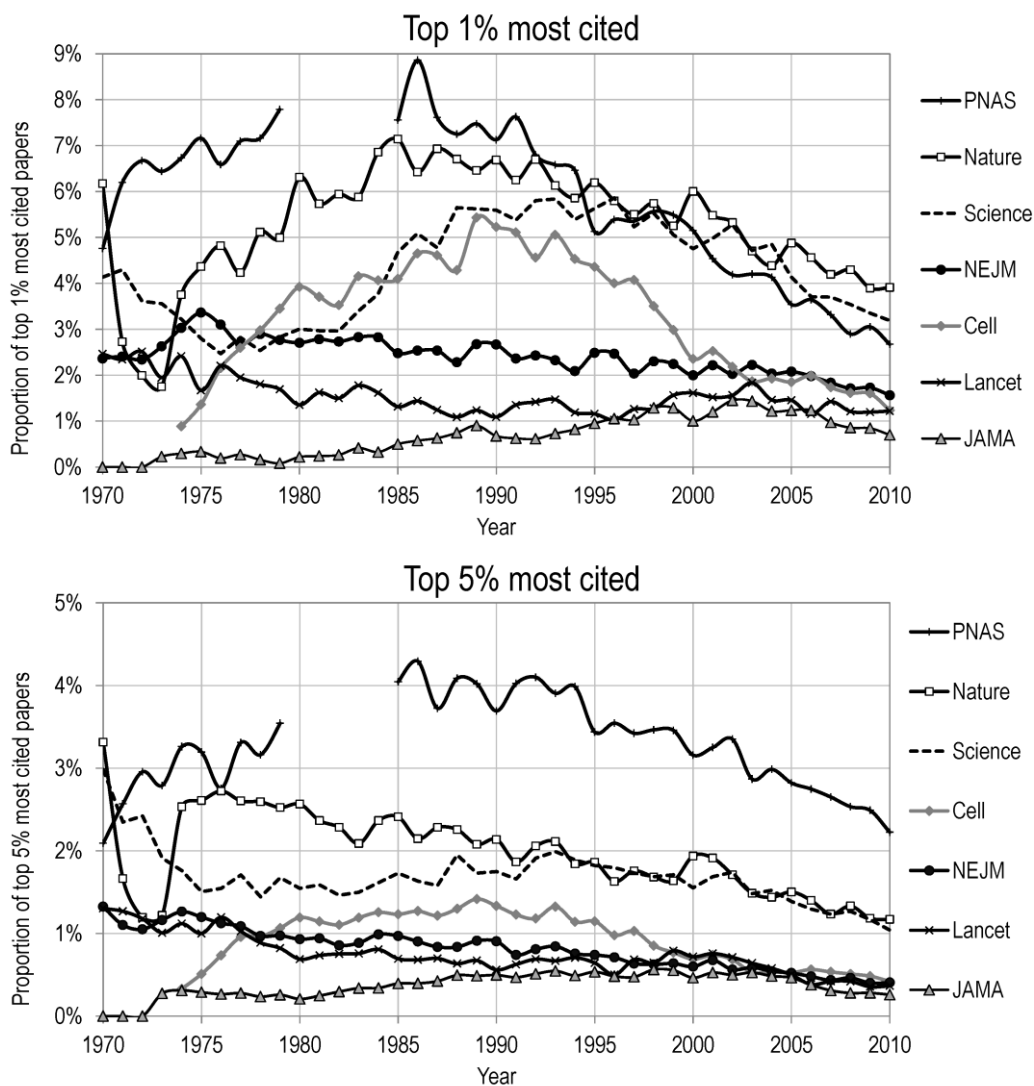 Top 1% most cited
9%
8%
7%
6%
5%
4%
3%
2%
1%
0%
Proportion of top 1% most cited papers
1970 1975 1980 1985 1990 1995 2000 2005 2010
Year
PNAS
Nature
Science
NEJM
Cell
Lancet
JAMA
Top 5% most cited
5%
4%
3%
2%
1%
0%
Proportion of top 5% most cited papers
1970 1975 1980 1985 1990 1995 2000 2005 2010
Year
PNAS
Nature
Science
Cell
NEJM
Lancet
JAMA